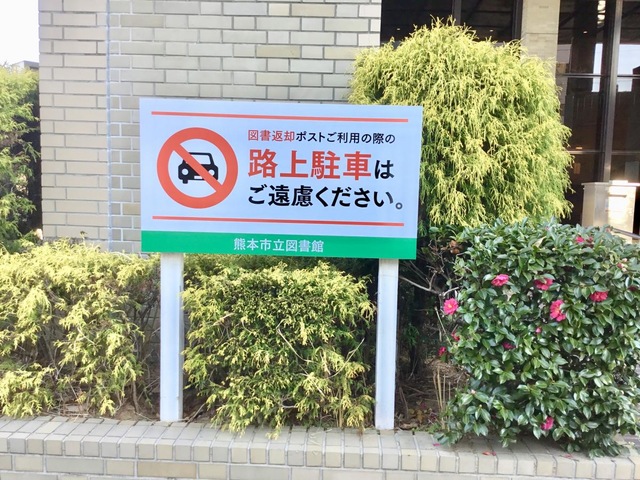 図書返却ポストご利用の際の
路上駐車は
ご遠慮ください。
熊本市立図書館